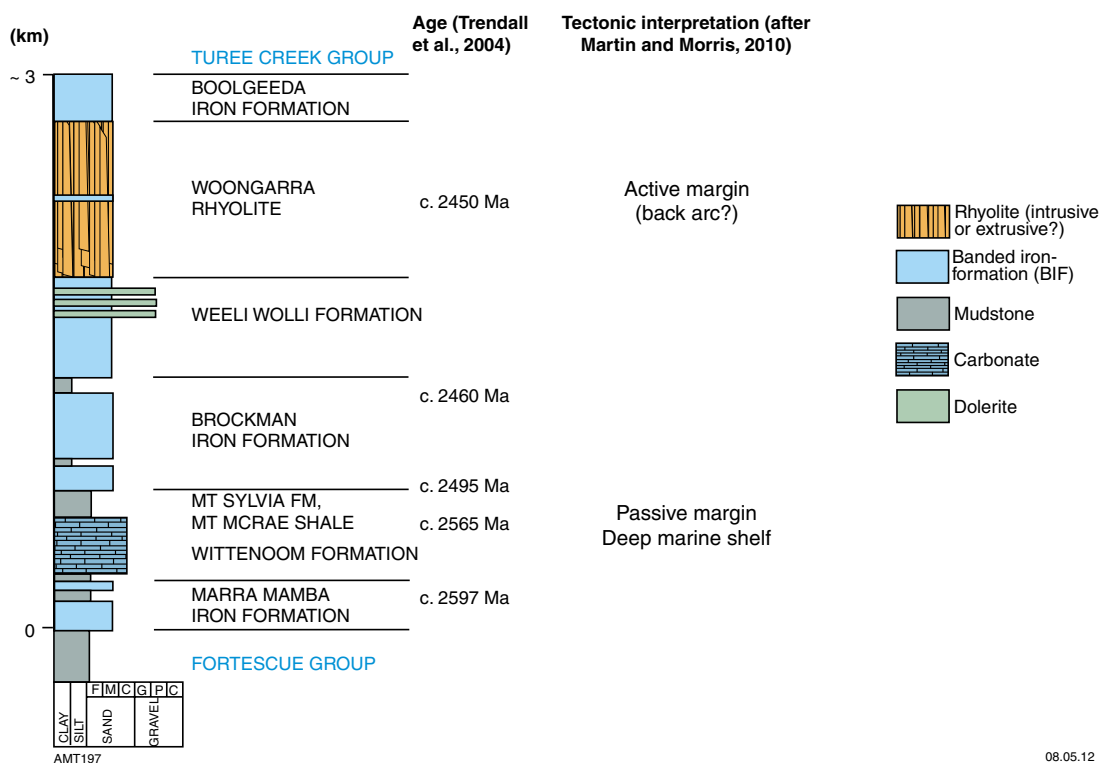 (km)
Age (Trendall
et al., 2004)
Tectonic interpretation (after
Martin and Morris, 2010)
TUREE CREEK GROUP
~ 3
BOOLGEEDA
IRON FORMATION
WOONGARRA
RHYOLITE
c. 2450 Ma
Active margin
(back arc?)
WEELI WOLLI FORMATION
c. 2460 Ma
BROCKMAN
IRON FORMATION
c. 2495 Ma
MT SYLVIA FM,
MT MCRAE SHALE
c. 2565 Ma
Passive margin
Deep marine shelf
WITTENOOM FORMATION
MARRA MAMBA
IRON FORMATION
c. 2597 Ma
0
FORTESCUE GROUP
F M C G P C
CLAY
SILT
SAND
GRAVEL
Rhyolite (intrusive
or extrusive?)
Banded iron-
formation (BIF)
Mudstone
Carbonate
Dolerite
AMT197
08.05.12